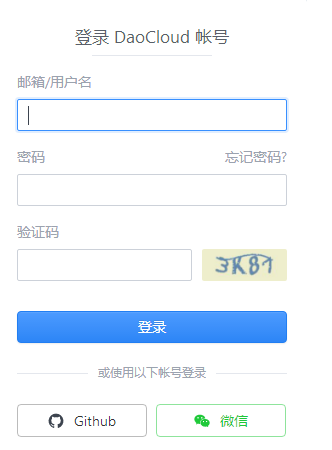 登录 DaoCloud 帐号
邮箱/用户名
密码 忘记密码?
验证码
3K87
登录
或使用以下帐号登录
Github 微信